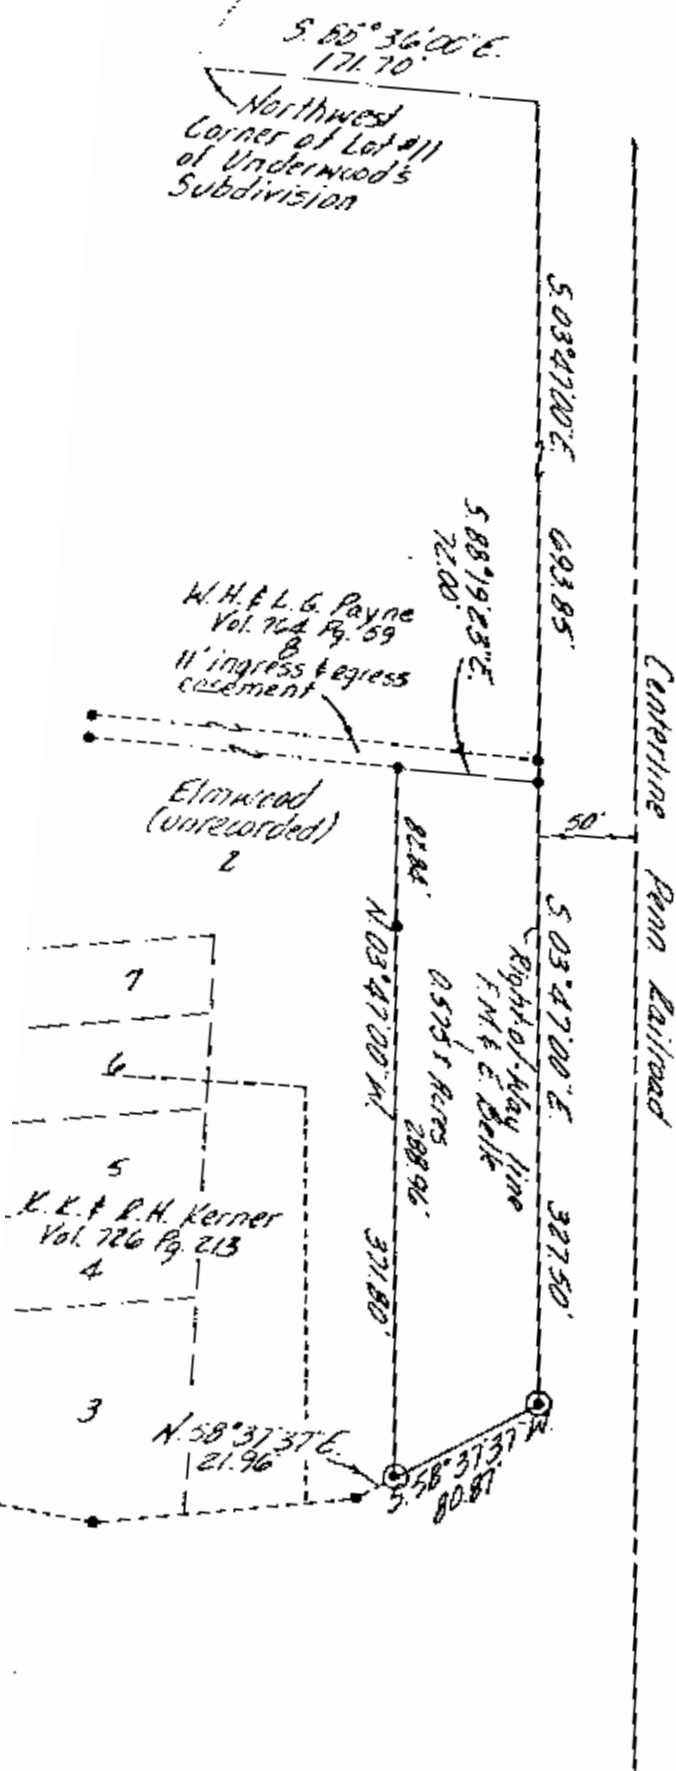 171.70'
Northwest
Corner of Lot #11
of Underwood's
Subdivision
S. 03°47'00" E. 693.85'
S. 88°19'23" E.
72.00'
W. H. & L. G. Payne
Vol. 764 Pg. 59
8
11' ingress & egress
easement
Elmwood
(unrecorded)
2
Centerline Penn Railroad
50'
82.84'
N. 03°47'00" W. 371.80'
0.575± Acres
288.96'
Right-of-Way line
F. M. & E. Belk
S. 03°47'00" E. 327.50'
7
6
5
K. K. & R. H. Kerner
Vol. 726 Pg. 213
4
3
N. 58°37'37" E.
21.96'
S. 58°37'37" W.
80.87'